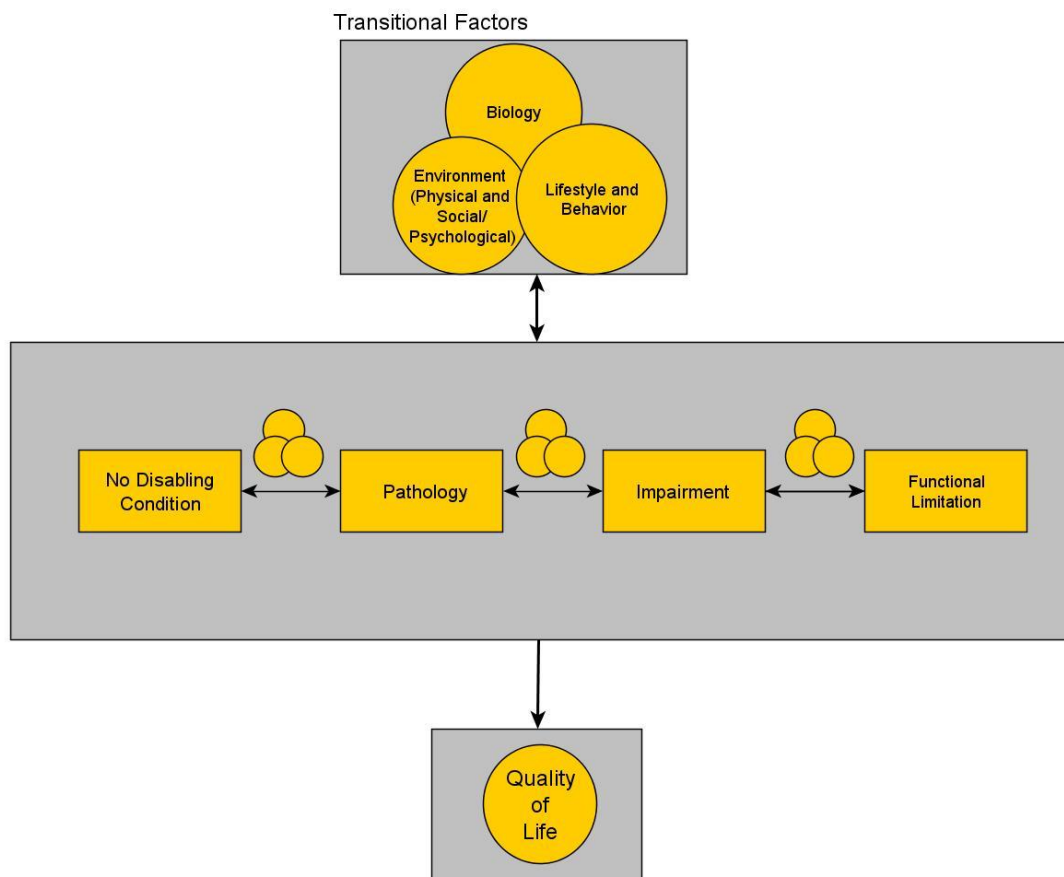 Transitional Factors
Biology
Environment
(Physical and
Social/
Psychological)
Lifestyle and
Behavior
No Disabling
Condition
Pathology
Impairment
Functional
Limitation
Quality
of
Life